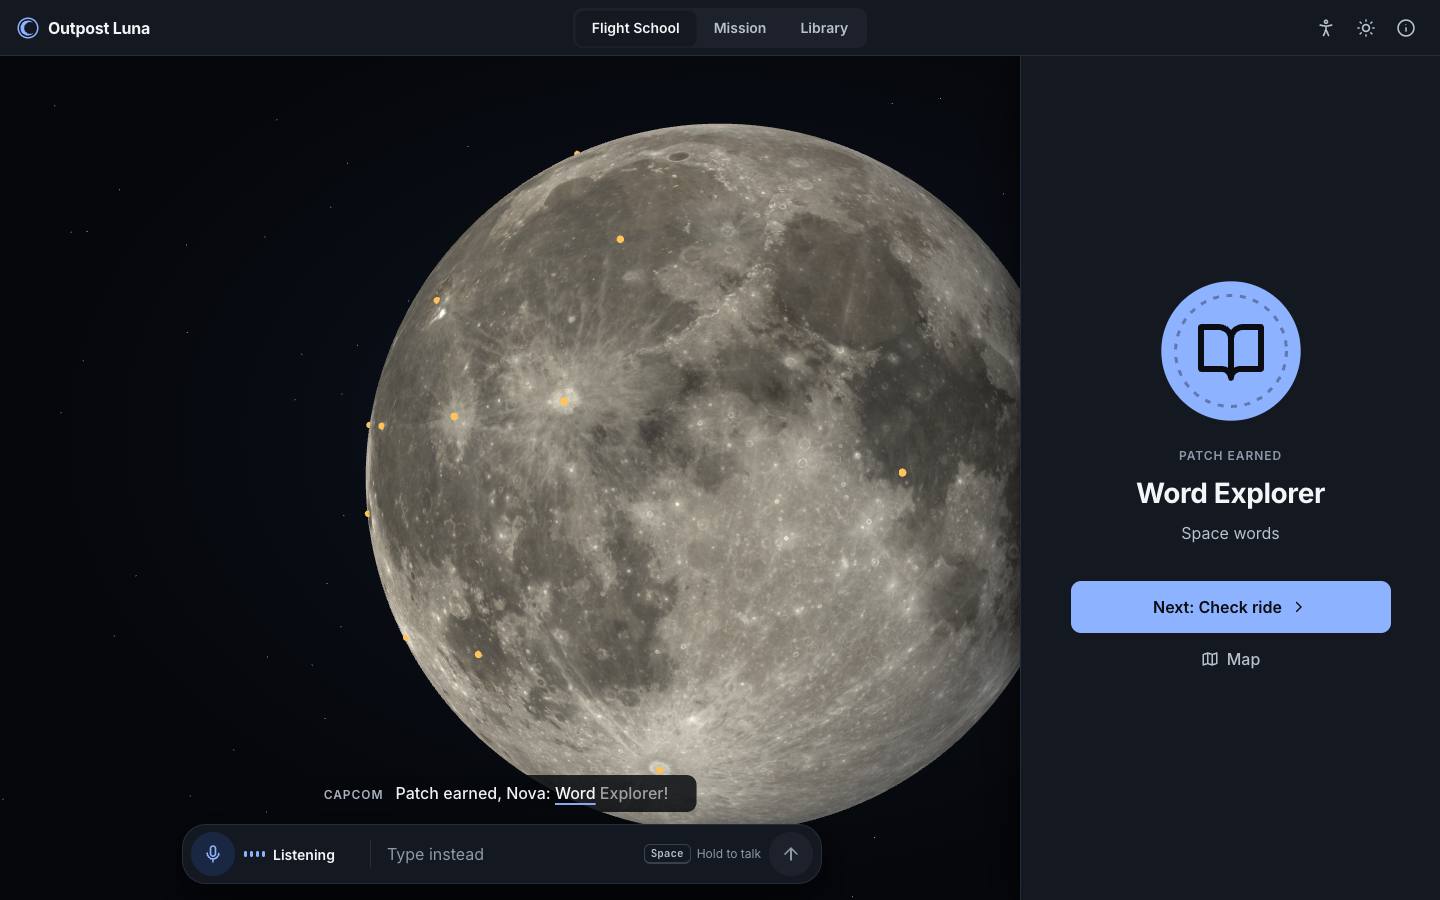 Outpost Luna
Flight School
Mission
Library
PATCH EARNED
Word Explorer
Space words
Next: Check ride
Map
CAPCOM Patch earned, Nova: Word Explorer!
Listening
Type instead
Space Hold to talk